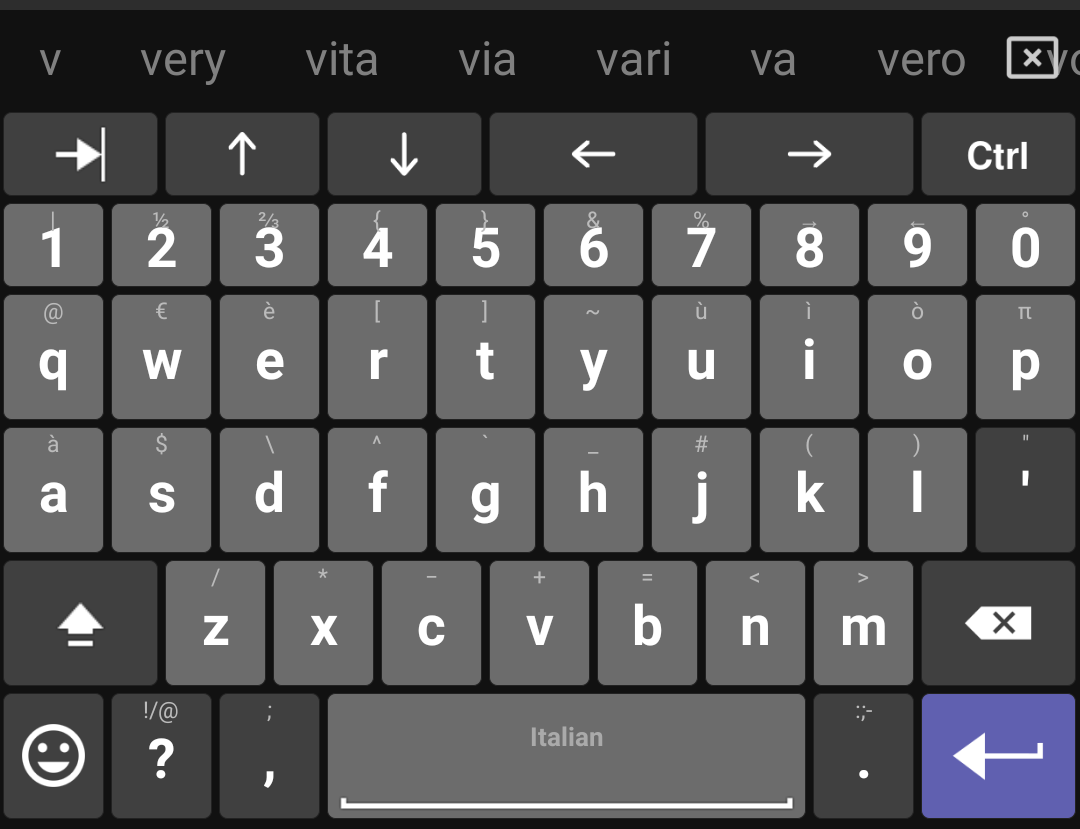 v very vita via vari va vero
→ ↑ ↓ ← → Ctrl
| ½ ⅔ { } & % → ← °
1 2 3 4 5 6 7 8 9 0
@ € è [ ] ~ ù ì ò π
q w e r t y u i o p
à $ \ ^ ` _ # ( ) "
a s d f g h j k l '
/ * − + = < >
z x c v b n m
!/@ ; :;-
? , Italian .